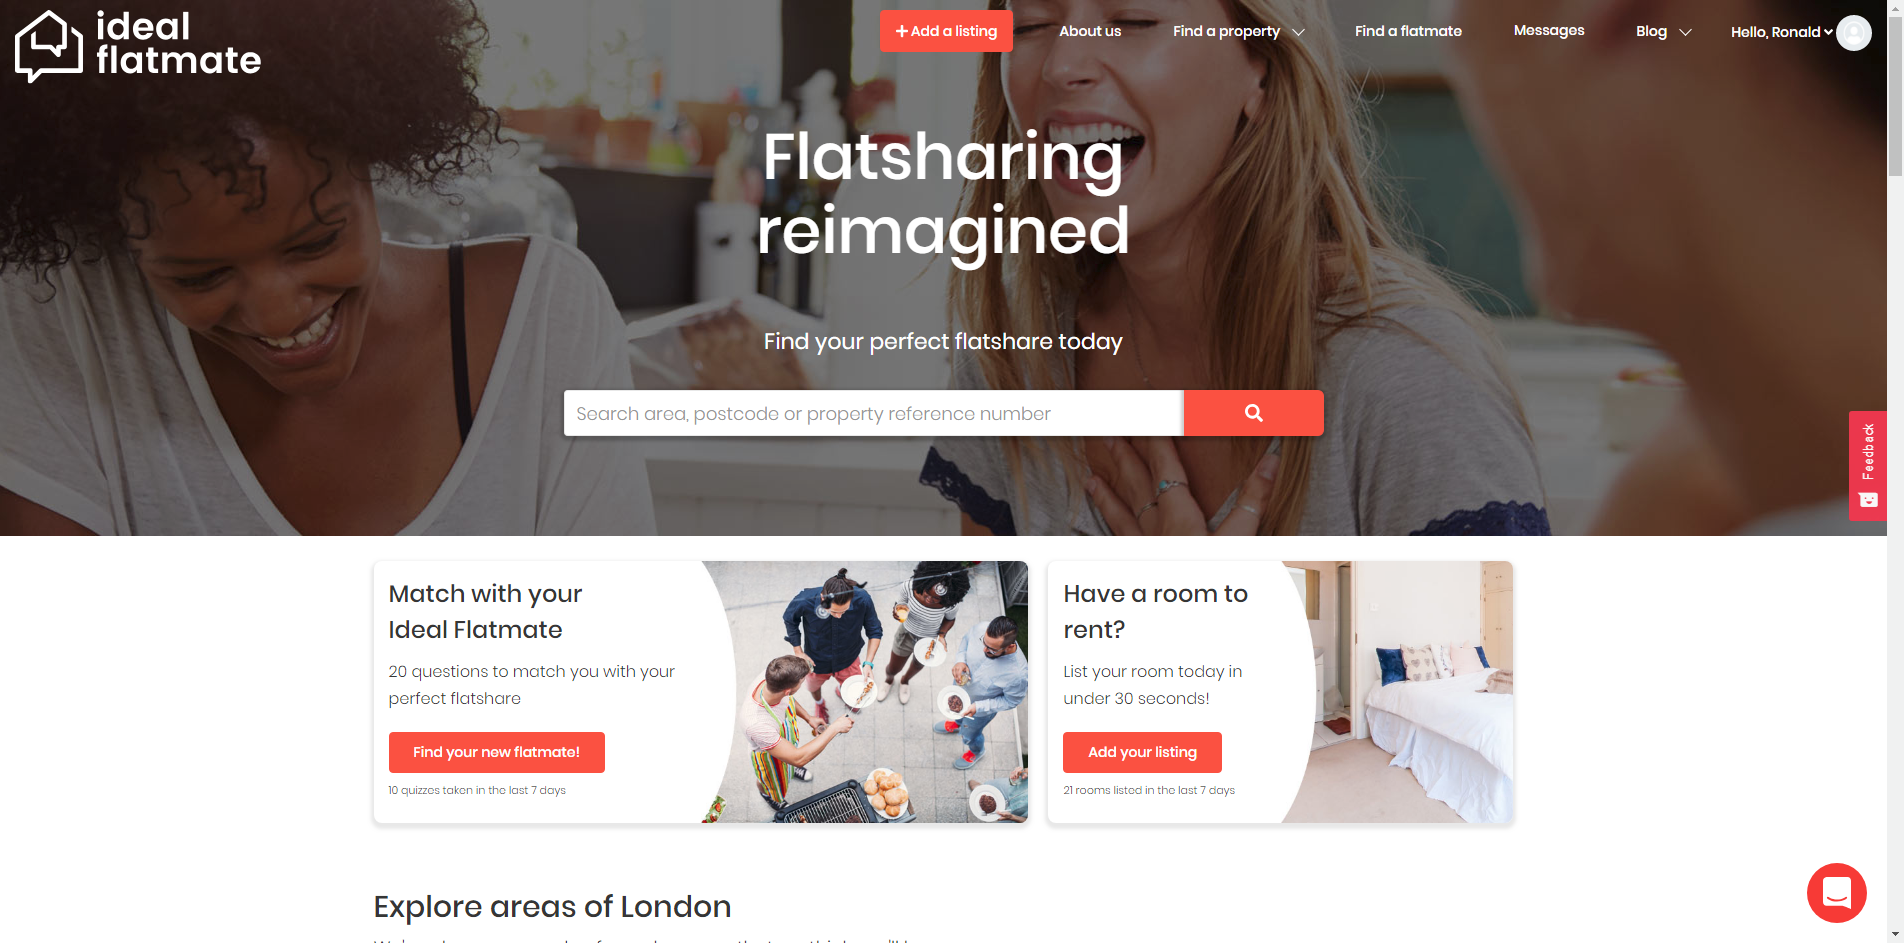 ideal
flatmate
Add a listing
About us
Find a property
Find a flatmate
Messages
Blog
Hello, Ronald
Flatsharing
reimagined
Find your perfect flatshare today
Search area, postcode or property reference number
Feedback
Match with your
Ideal Flatmate
20 questions to match you with your
perfect flatshare
Find your new flatmate!
10 quizzes taken in the last 7 days
Have a room to
rent?
List your room today in
under 30 seconds!
Add your listing
21 rooms listed in the last 7 days
Explore areas of London